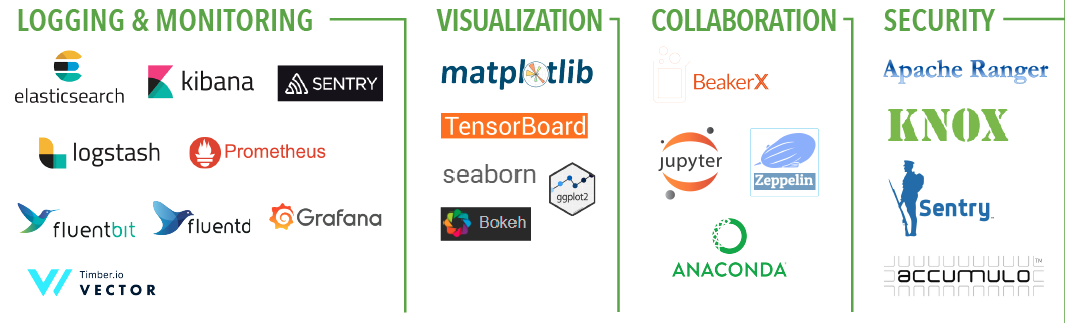 LOGGING & MONITORING
elasticsearch
kibana
SENTRY
logstash
Prometheus
fluentbit
fluentd
Grafana
Timber.io
VECTOR
VISUALIZATION
matplotlib
TensorBoard
seaborn
ggplot2
Bokeh
COLLABORATION
BeakerX
jupyter
Zeppelin
ANACONDA
SECURITY
Apache Ranger
KNOX
Sentry™
accumulo™